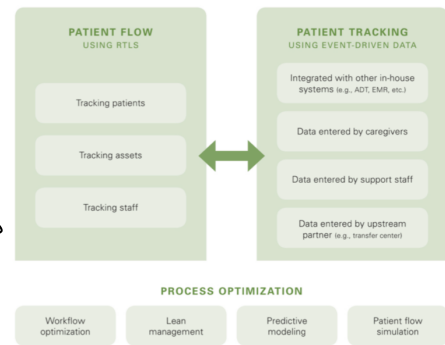 PATIENT FLOW
USING RTLS
Tracking patients
Tracking assets
Tracking staff
PATIENT TRACKING
USING EVENT-DRIVEN DATA
Integrated with other in-house
systems (e.g., ADT, EMR, etc.)
Data entered by caregivers
Data entered by support staff
Data entered by upstream
partner (e.g., transfer center)
PROCESS OPTIMIZATION
Workflow
optimization
Lean
management
Predictive
modeling
Patient flow
simulation